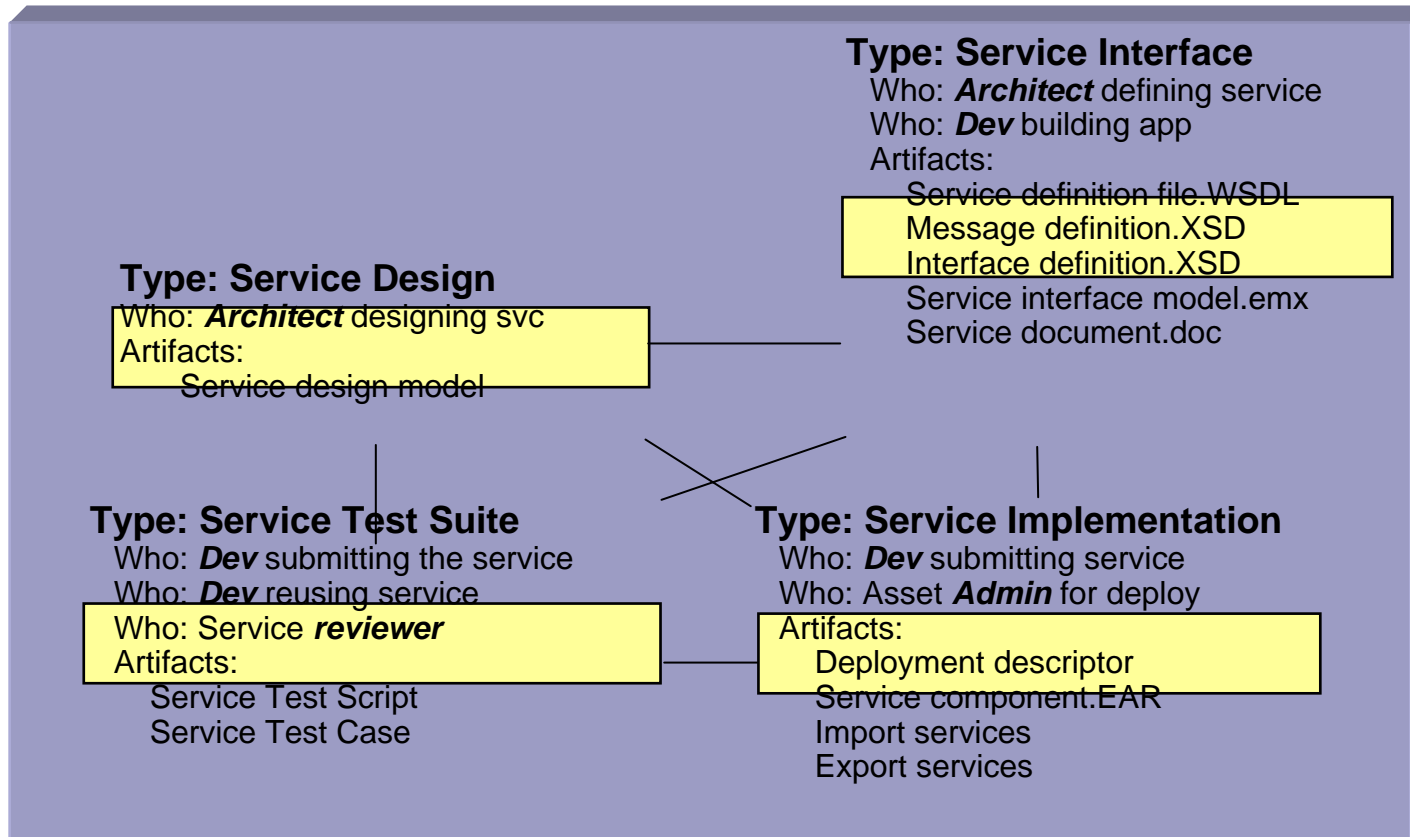 Type: Service Interface
Who: Architect defining service
Who: Dev building app
Artifacts:
Service definition file.WSDL
Message definition.XSD
Interface definition.XSD
Service interface model.emx
Service document.doc
Type: Service Design
Who: Architect designing svc
Artifacts:
Service design model
Type: Service Test Suite
Who: Dev submitting the service
Who: Dev reusing service
Who: Service reviewer
Artifacts:
Service Test Script
Service Test Case
Type: Service Implementation
Who: Dev submitting service
Who: Asset Admin for deploy
Artifacts:
Deployment descriptor
Service component.EAR
Import services
Export services